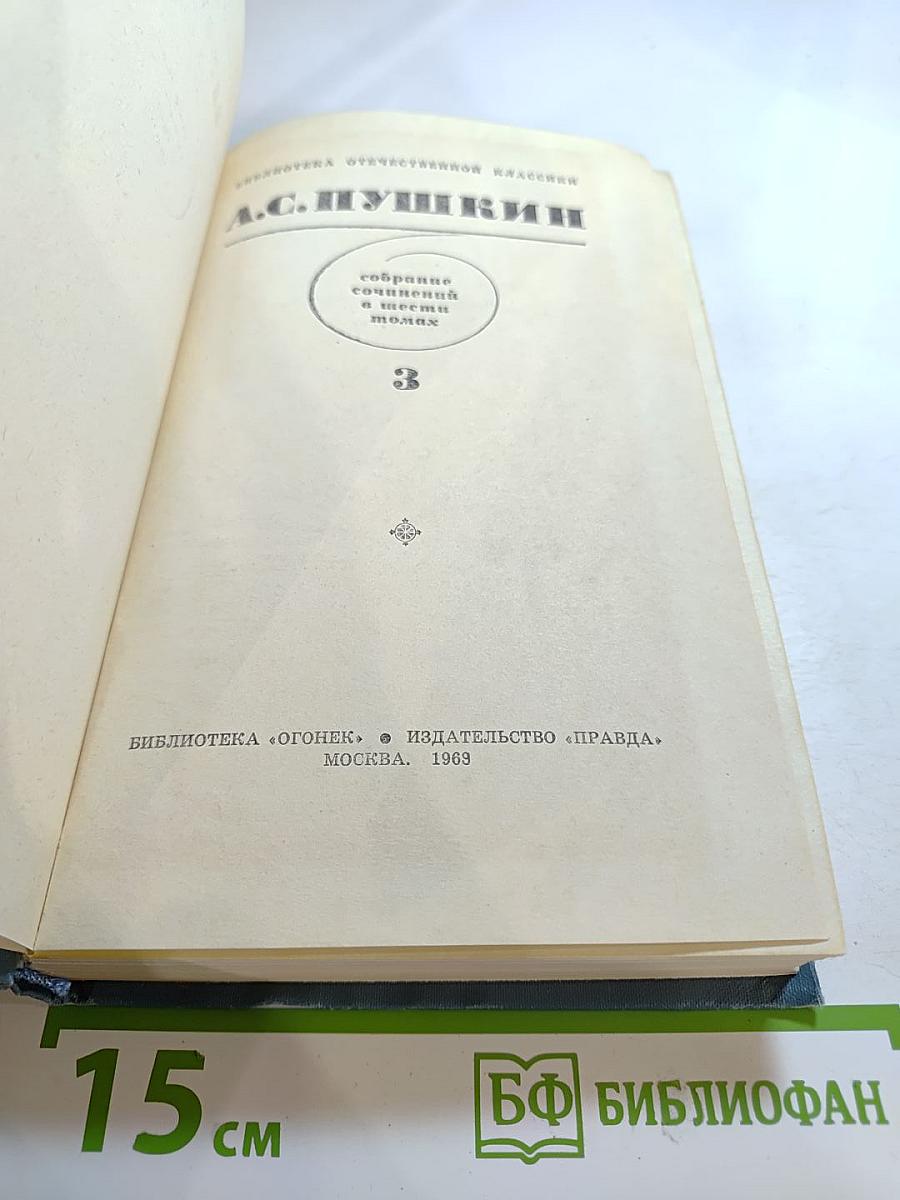 БИБЛИОТЕКА ОТЕЧЕСТВЕННОЙ КЛАССИКИ
А.С.ПУШКИН
собрание
сочинений
в шести
томах
3
БИБЛИОТЕКА «ОГОНЕК» ● ИЗДАТЕЛЬСТВО «ПРАВДА»
МОСКВА. 1969
15 см
БФ БИБЛИОФАН